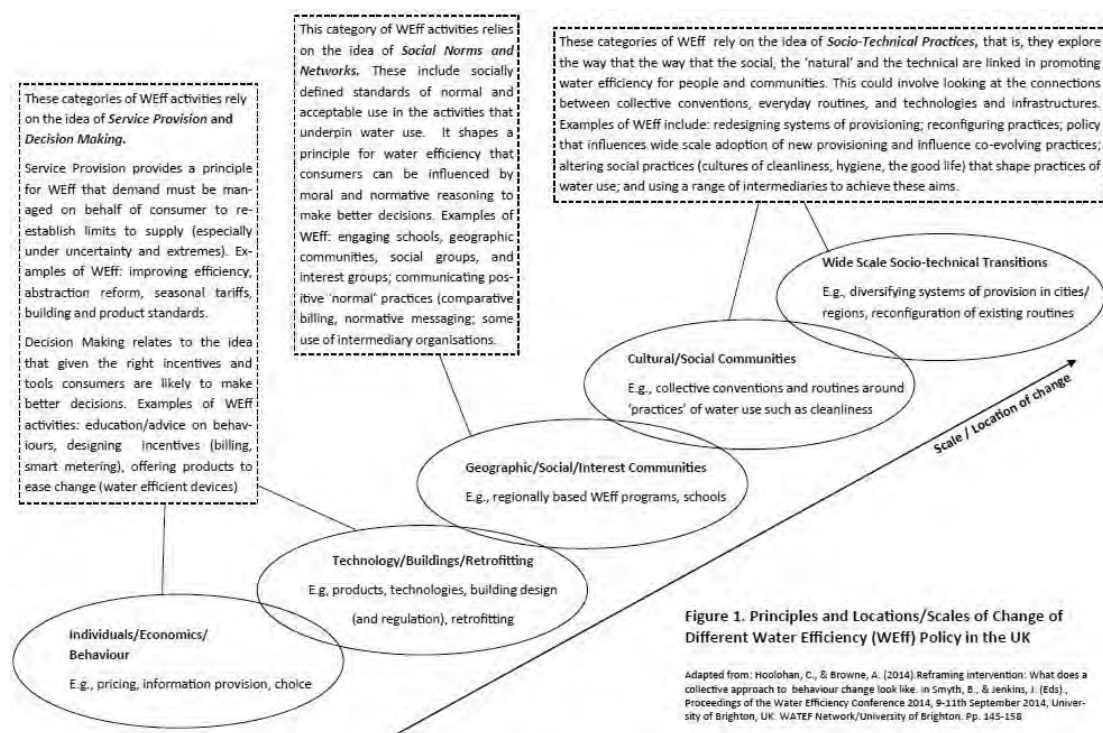 These categories of WEff activities rely
on the idea of Service Provision and
Decision Making.
Service Provision provides a principle
for WEff that demand must be man-
aged on behalf of consumer to re-
establish limits to supply (especially
under uncertainty and extremes). Ex-
amples of WEff: improving efficiency,
abstraction reform, seasonal tariffs,
building and product standards.
Decision Making relates to the idea
that given the right incentives and
tools consumers are likely to make
better decisions. Examples of WEff
activities: education/advice on behav-
iours, designing incentives (billing,
smart metering), offering products to
ease change (water efficient devices)
This category of WEff activities relies
on the idea of Social Norms and
Networks. These include socially
defined standards of normal and
acceptable use in the activities that
underpin water use. It shapes a
principle for water efficiency that
consumers can be influenced by
moral and normative reasoning to
make better decisions. Examples of
WEff: engaging schools, geographic
communities, social groups, and
interest groups; communicating pos-
itive 'normal' practices (comparative
billing, normative messaging; some
use of intermediary organisations.
These categories of WEff rely on the idea of Socio-Technical Practices, that is, they explore
the way that the way that the social, the 'natural' and the technical are linked in promoting
water efficiency for people and communities. This could involve looking at the connections
between collective conventions, everyday routines, and technologies and infrastructures.
Examples of WEff include: redesigning systems of provisioning; reconfiguring practices; policy
that influences wide scale adoption of new provisioning and influence co-evolving practices;
altering social practices (cultures of cleanliness, hygiene, the good life) that shape practices of
water use; and using a range of intermediaries to achieve these aims.
Wide Scale Socio-technical Transitions
E.g., diversifying systems of provision in cities/
regions, reconfiguration of existing routines
Cultural/Social Communities
E.g., collective conventions and routines around
'practices' of water use such as cleanliness
Geographic/Social/Interest Communities
E.g., regionally based WEff programs, schools
Technology/Buildings/Retrofitting
E.g, products, technologies, building design
(and regulation), retrofitting
Individuals/Economics/
Behaviour
E.g., pricing, information provision, choice
Scale / Location of change
Figure 1. Principles and Locations/Scales of Change of
Different Water Efficiency (WEff) Policy in the UK
Adapted from: Hoolohan, C., & Browne, A. (2014).Reframing intervention: What does a
collective approach to behaviour change look like. in Smyth, B., & Jenkins, J. (Eds).,
Proceedings of the Water Efficiency Conference 2014, 9-11th September 2014, Univer-
sity of Brighton, UK. WATEF Network/University of Brighton. Pp. 145-158